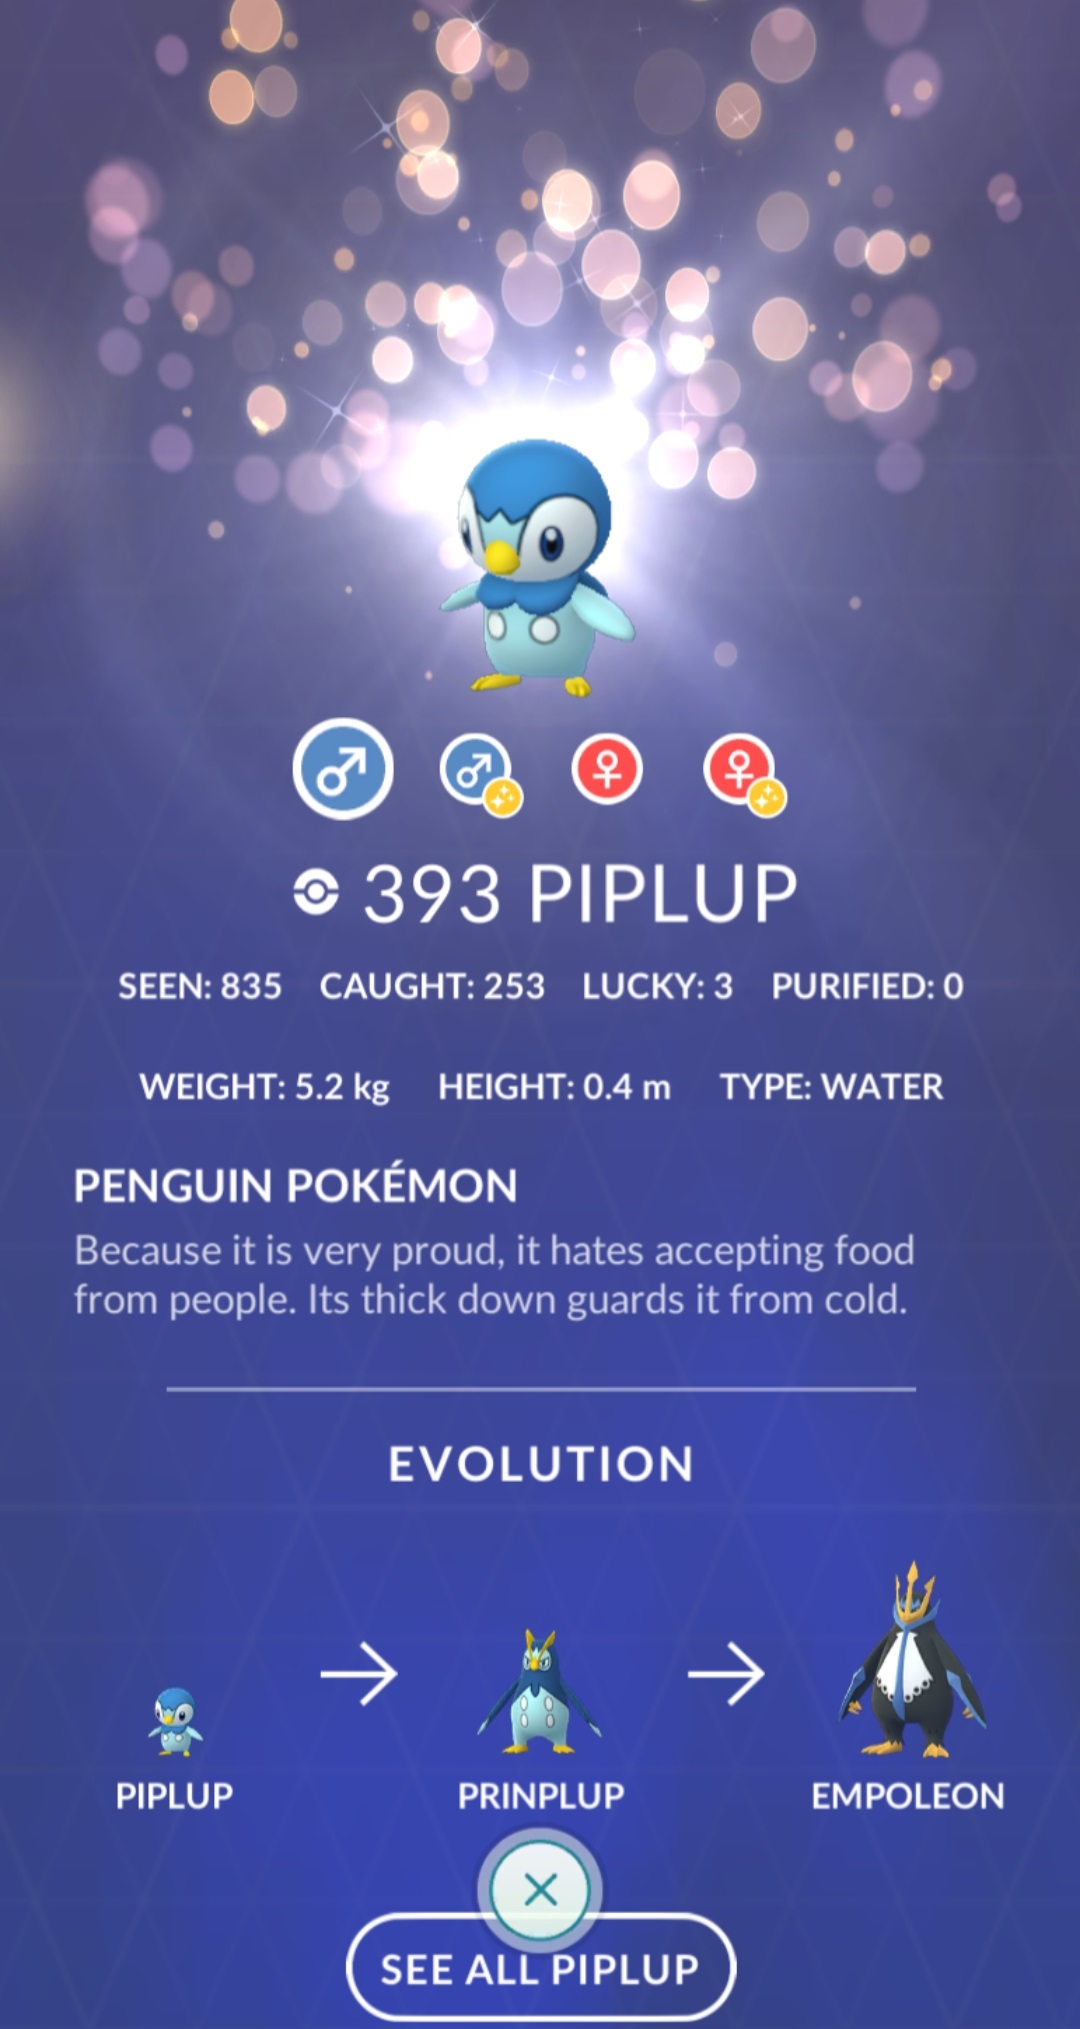 393 PIPLUP
SEEN: 835 CAUGHT: 253 LUCKY: 3 PURIFIED: 0
WEIGHT: 5.2 kg HEIGHT: 0.4 m TYPE: WATER
PENGUIN POKÉMON
Because it is very proud, it hates accepting food
from people. Its thick down guards it from cold.
EVOLUTION
PIPLUP PRINPLUP EMPOLEON
SEE ALL PIPLUP